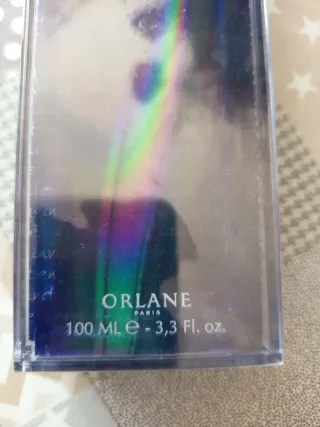 ORLANE
PARIS
100 ML ℮ - 3,3 Fl. oz.